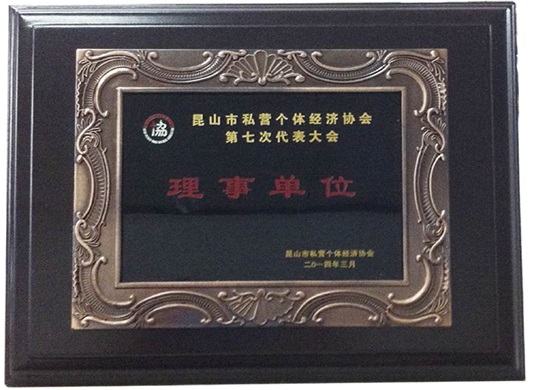 昆山市私营个体经济协会
第七次代表大会
理事单位
昆山市私营个体经济协会
二〇一四年三月